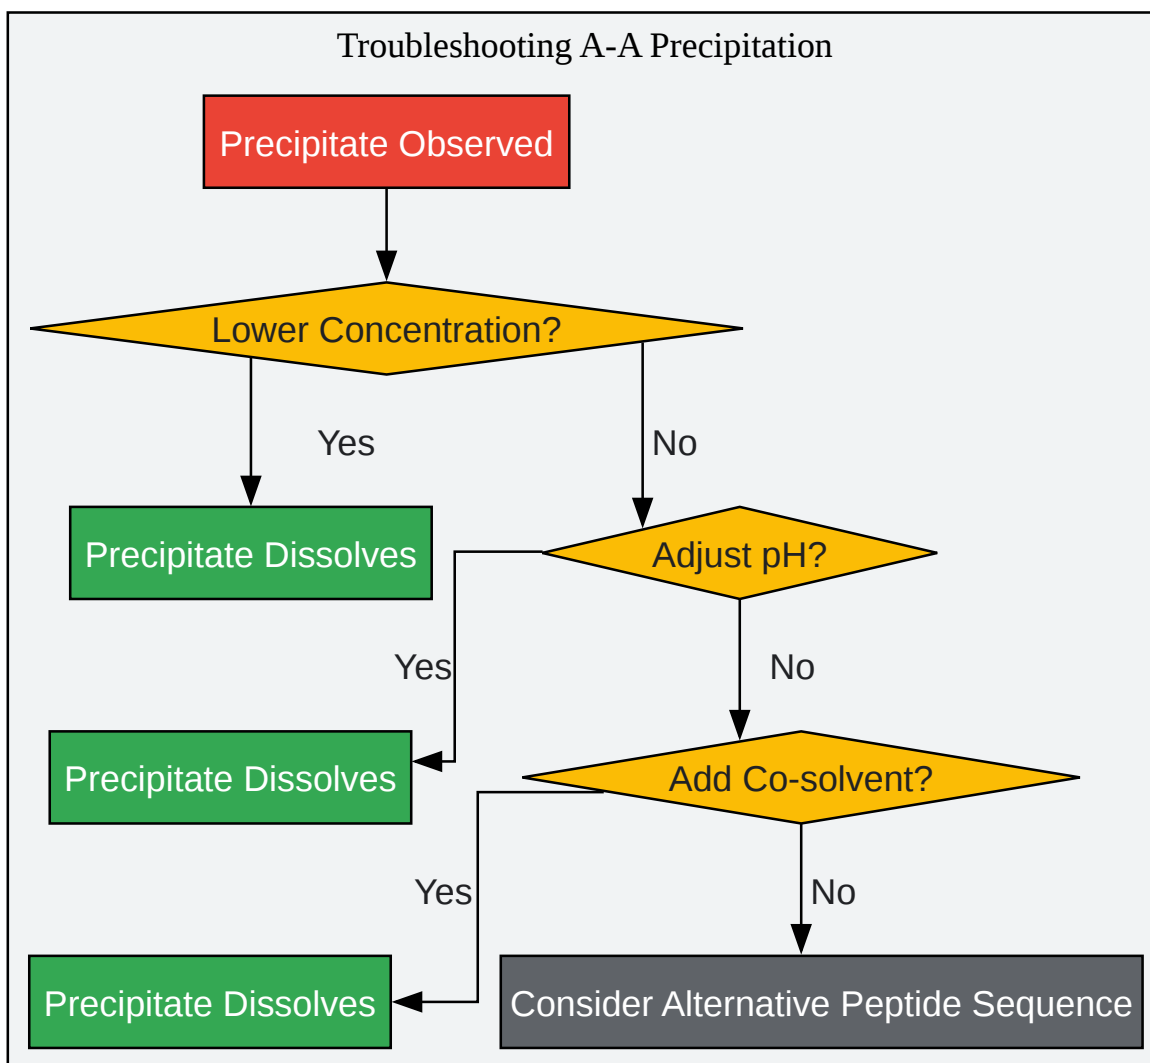 Troubleshooting A-A Precipitation
Precipitate Observed
Lower Concentration?
Yes
No
Precipitate Dissolves
Adjust pH?
Yes
No
Precipitate Dissolves
Add Co-solvent?
Yes
No
Precipitate Dissolves
Consider Alternative Peptide Sequence